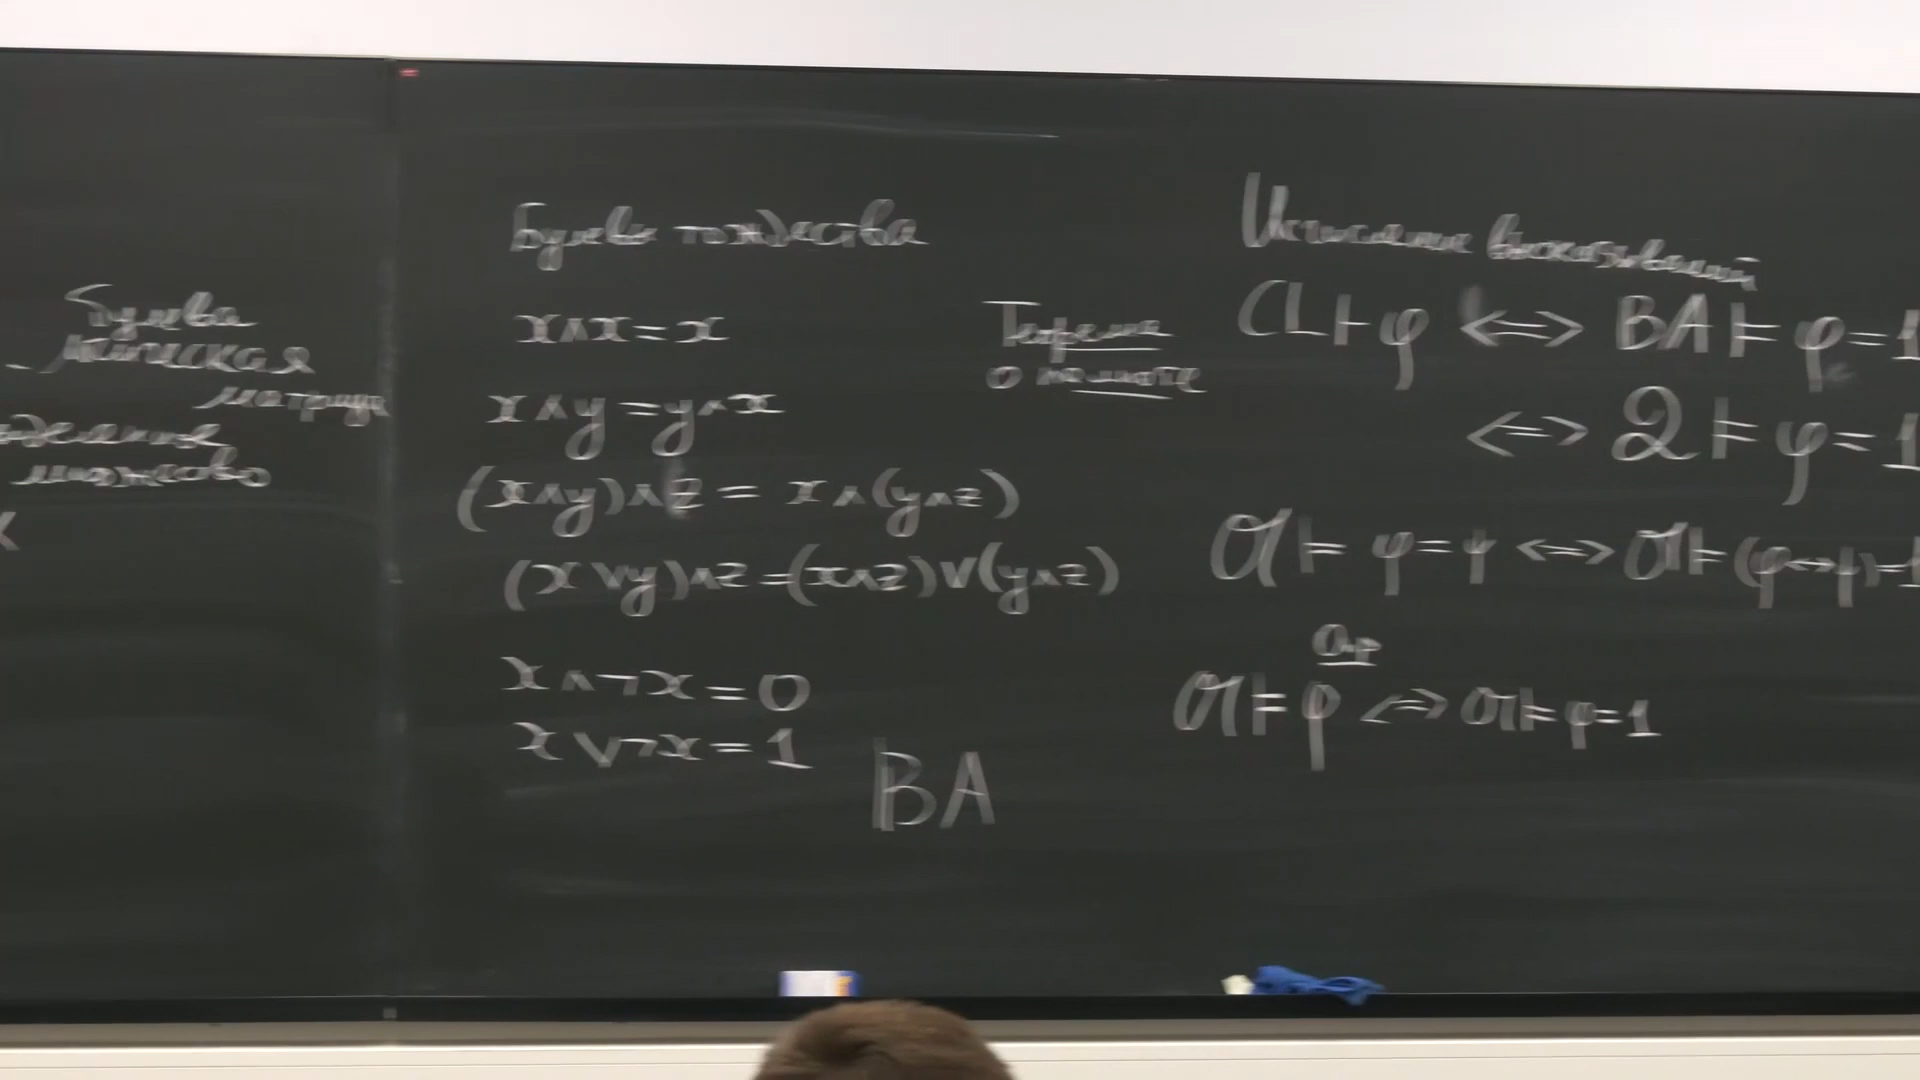 Булева
логическая
матрица
множество
Булевы тождества
x∧x=x
x∧y=y∧x
(x∧y)∧z = x∧(y∧z)
(x∨y)∧z=(x∧z)∨(y∧z)
x∧¬x=0
x∨¬x=1
BA
Теорема
о полноте
Исчисление высказываний
CL⊢φ ⟺ BA⊨φ=1
⟺ 2⊨φ=1
𝔄⊨φ=ψ ⟺ 𝔄⊨(φ↔ψ)=1
𝔄⊨φ ⟺ 𝔄⊨φ=1